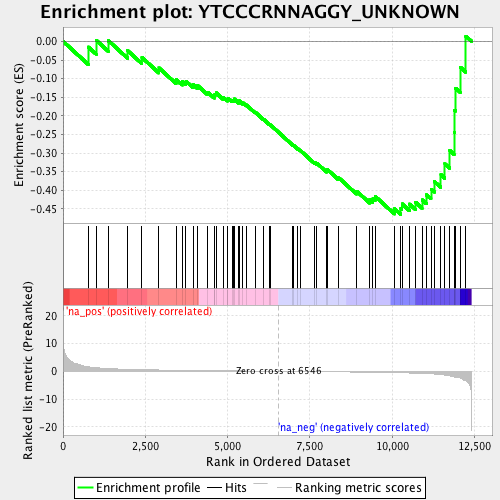 Enrichment plot: YTCCCRNNAGGY_UNKNOWN
Enrichment score (ES)
0.00
-0.05
-0.10
-0.15
-0.20
-0.25
-0.30
-0.35
-0.40
-0.45
'na_pos' (positively correlated)
Ranked list metric (PreRanked)
20
10
0
-10
-20
Zero cross at 6546
'na_neg' (negatively correlated)
0
2,500
5,000
7,500
10,000
12,500
Rank in Ordered Dataset
Enrichment profile
Hits
Ranking metric scores